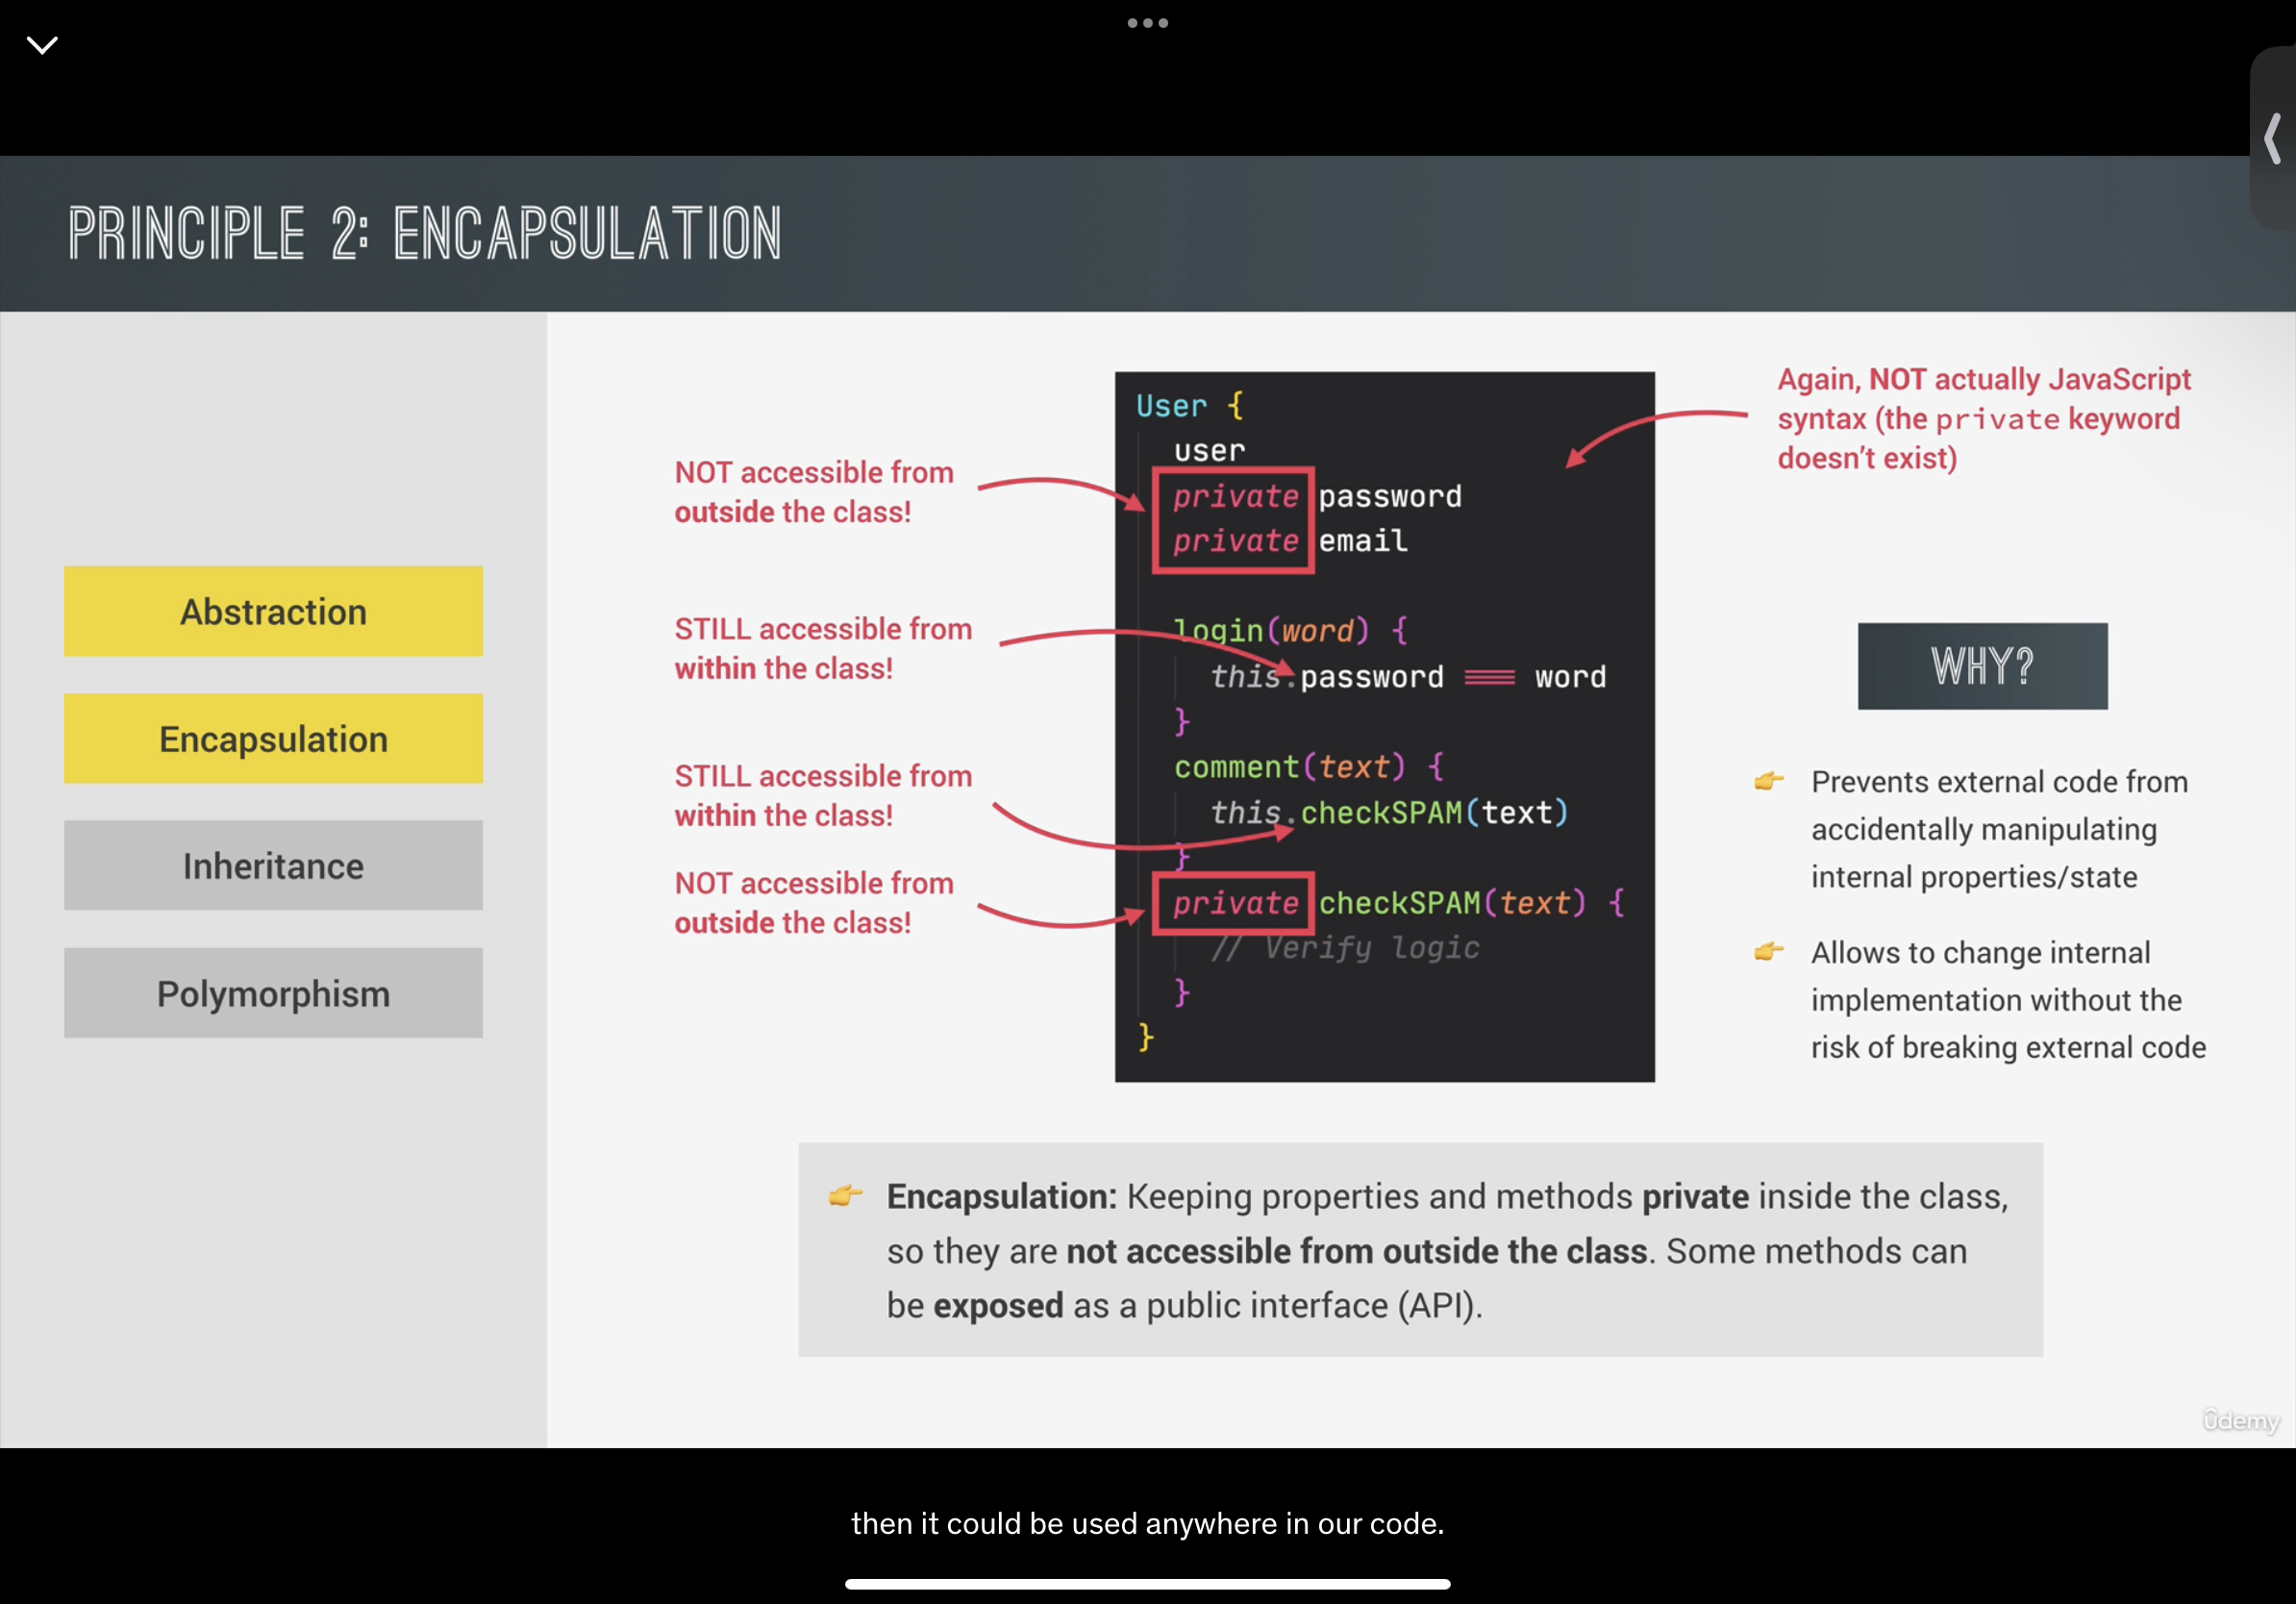 PRINCIPLE 2: ENCAPSULATION
Abstraction
Encapsulation
Inheritance
Polymorphism
NOT accessible from
outside the class!
STILL accessible from
within the class!
STILL accessible from
within the class!
NOT accessible from
outside the class!
User {
user
private password
private email
login(word) {
this.password === word
}
comment(text) {
this.checkSPAM(text)
}
private checkSPAM(text) {
// Verify logic
}
}
Again, NOT actually JavaScript
syntax (the private keyword
doesn't exist)
WHY?
👉 Prevents external code from
accidentally manipulating
internal properties/state
👉 Allows to change internal
implementation without the
risk of breaking external code
👉 Encapsulation: Keeping properties and methods private inside the class,
so they are not accessible from outside the class. Some methods can
be exposed as a public interface (API).
ûdemy
then it could be used anywhere in our code.